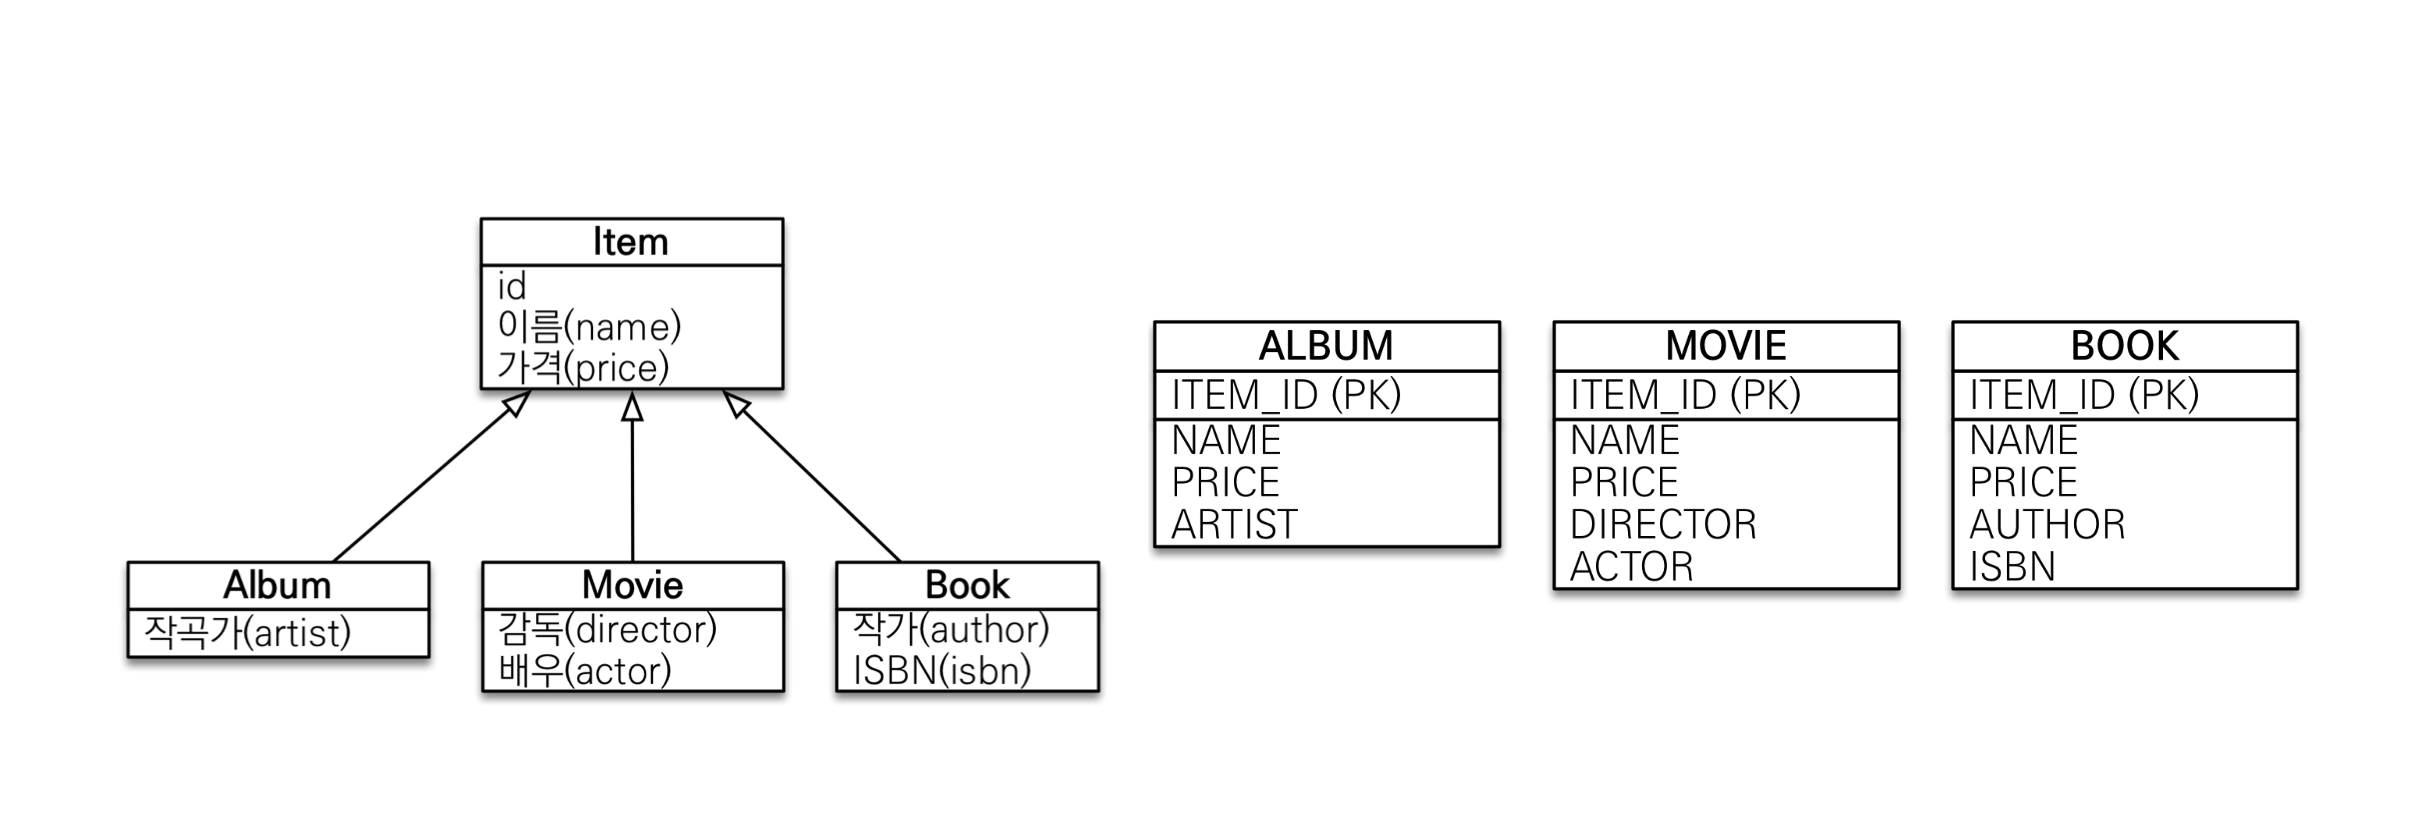 Item
id
이름(name)
가격(price)
Album
작곡가(artist)
Movie
감독(director)
배우(actor)
Book
작가(author)
ISBN(isbn)
ALBUM
ITEM_ID (PK)
NAME
PRICE
ARTIST
MOVIE
ITEM_ID (PK)
NAME
PRICE
DIRECTOR
ACTOR
BOOK
ITEM_ID (PK)
NAME
PRICE
AUTHOR
ISBN